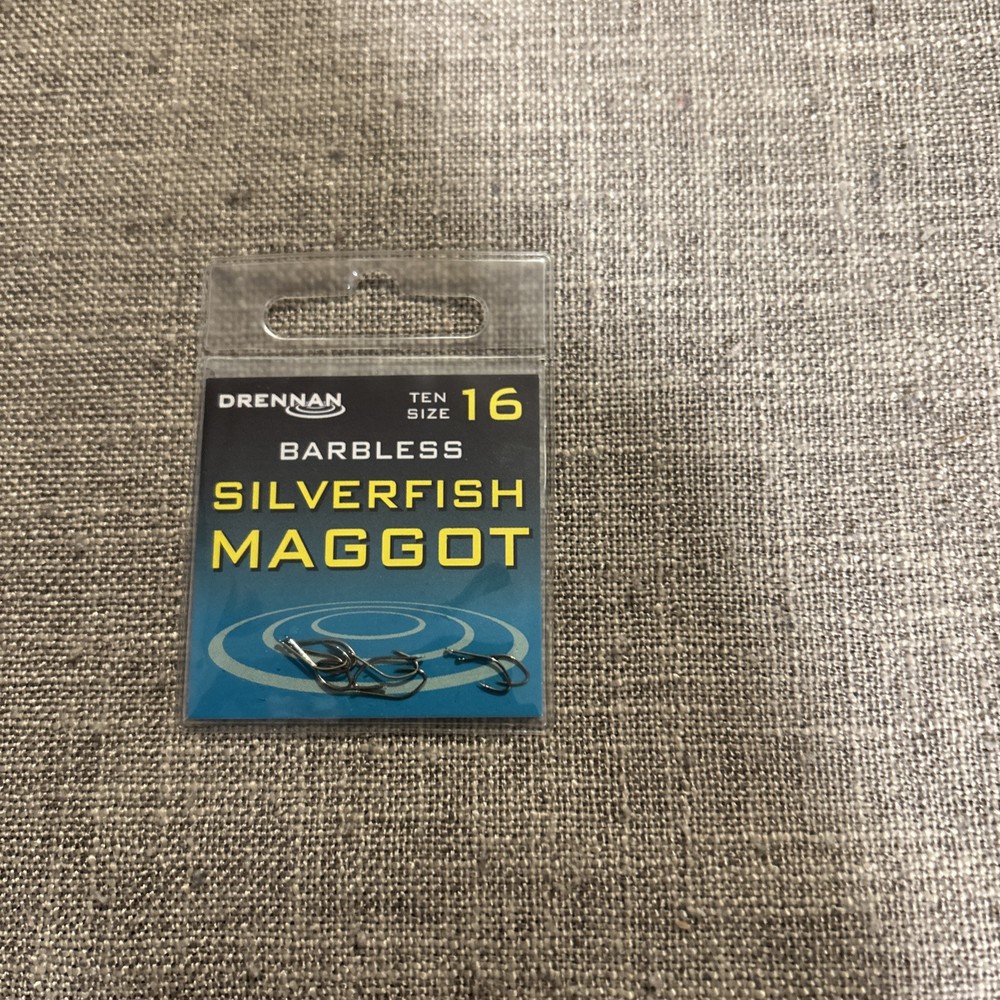 DRENNAN
TEN SIZE 16
BARBLESS
SILVERFISH
MAGGOT